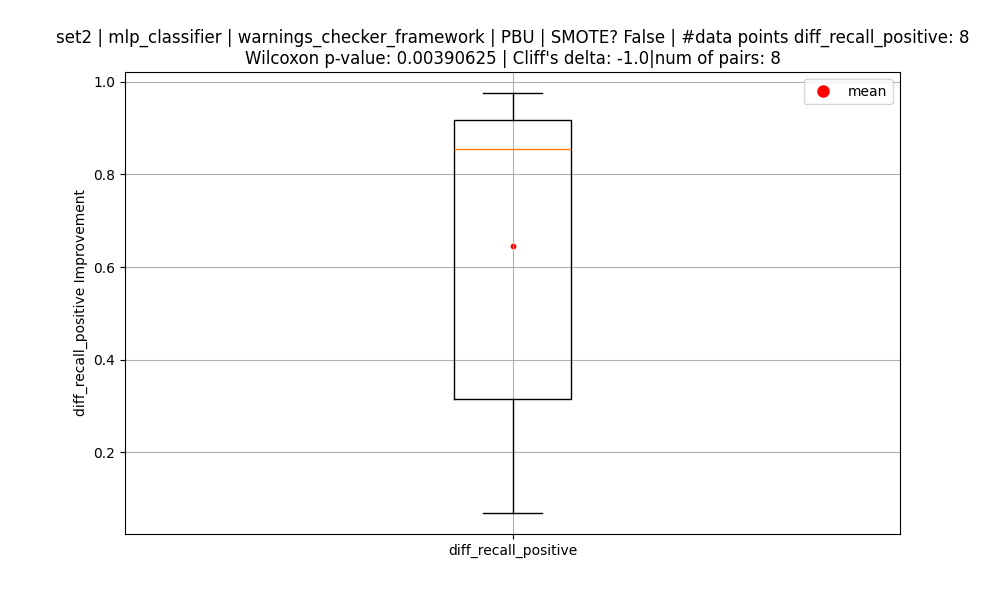 set2 | mlp_classifier | warnings_checker_framework | PBU | SMOTE? False | #data points diff_recall_positive: 8
Wilcoxon p-value: 0.00390625 | Cliff's delta: -1.0|num of pairs: 8
mean
1.0
0.8
0.6
0.4
0.2
diff_recall_positive Improvement
diff_recall_positive